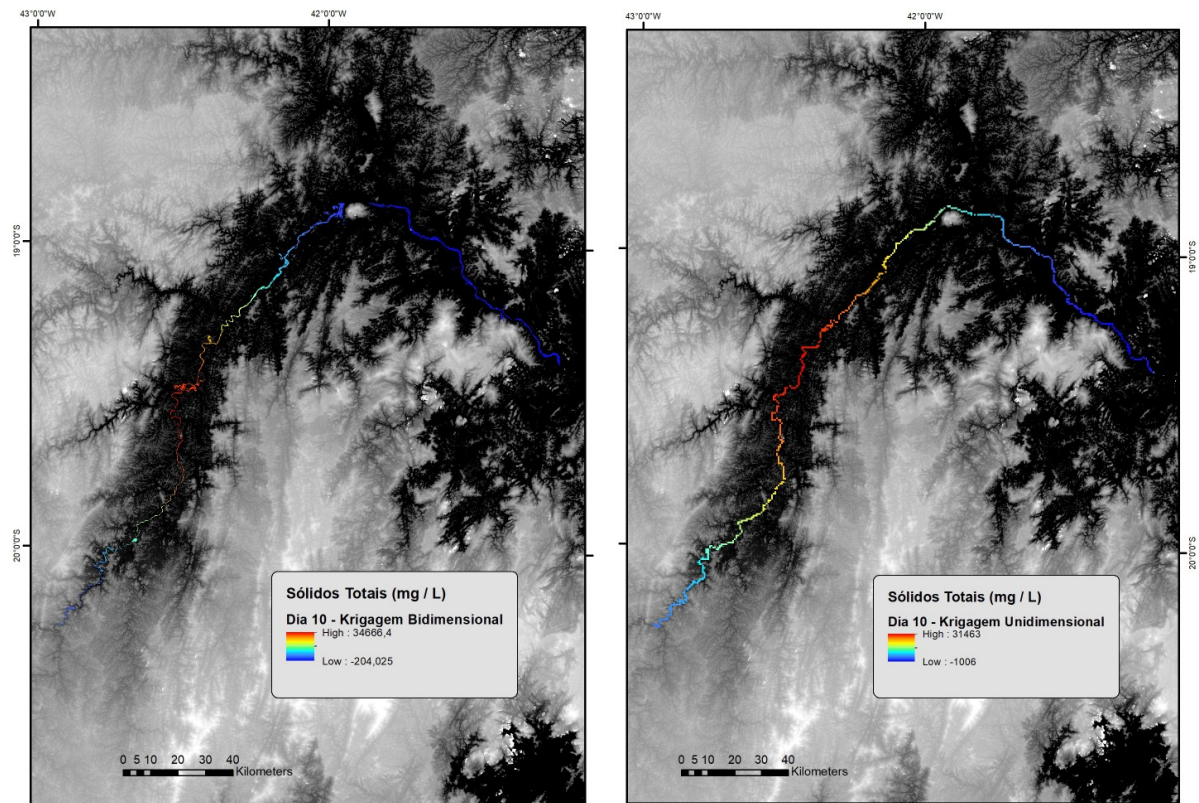 43°0'0"W
42°0'0"W
19°0'0"S
20°0'0"S
Sólidos Totais (mg / L)
Dia 10 - Krigagem Bidimensional
High : 34666,4
Low : -204,025
0 5 10 20 30 40
Kilometers
43°0'0"W
42°0'0"W
19°0'0"S
20°0'0"S
Sólidos Totais (mg / L)
Dia 10 - Krigagem Unidimensional
High : 31463
Low : -1006
0 5 10 20 30 40
Kilometers